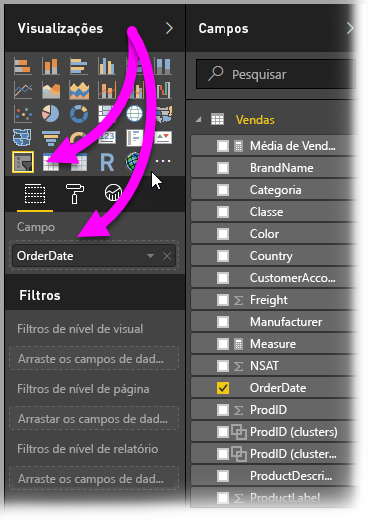 Visualizações
123
R
Campo
OrderDate
Filtros
Filtros de nível de visual
Arraste os campos de dad...
Filtros de nível de página
Arrastar os campos de dad...
Filtros de nível de relatório
Arraste os campos de dad...
Campos
Pesquisar
Vendas
Média de Vend...
BrandName
Categoria
Classe
Color
Country
CustomerAcco...
Freight
Manufacturer
Measure
NSAT
OrderDate
ProdID
ProdID (clusters)
ProdID (cluster...
ProductDescri...
ProductLabel